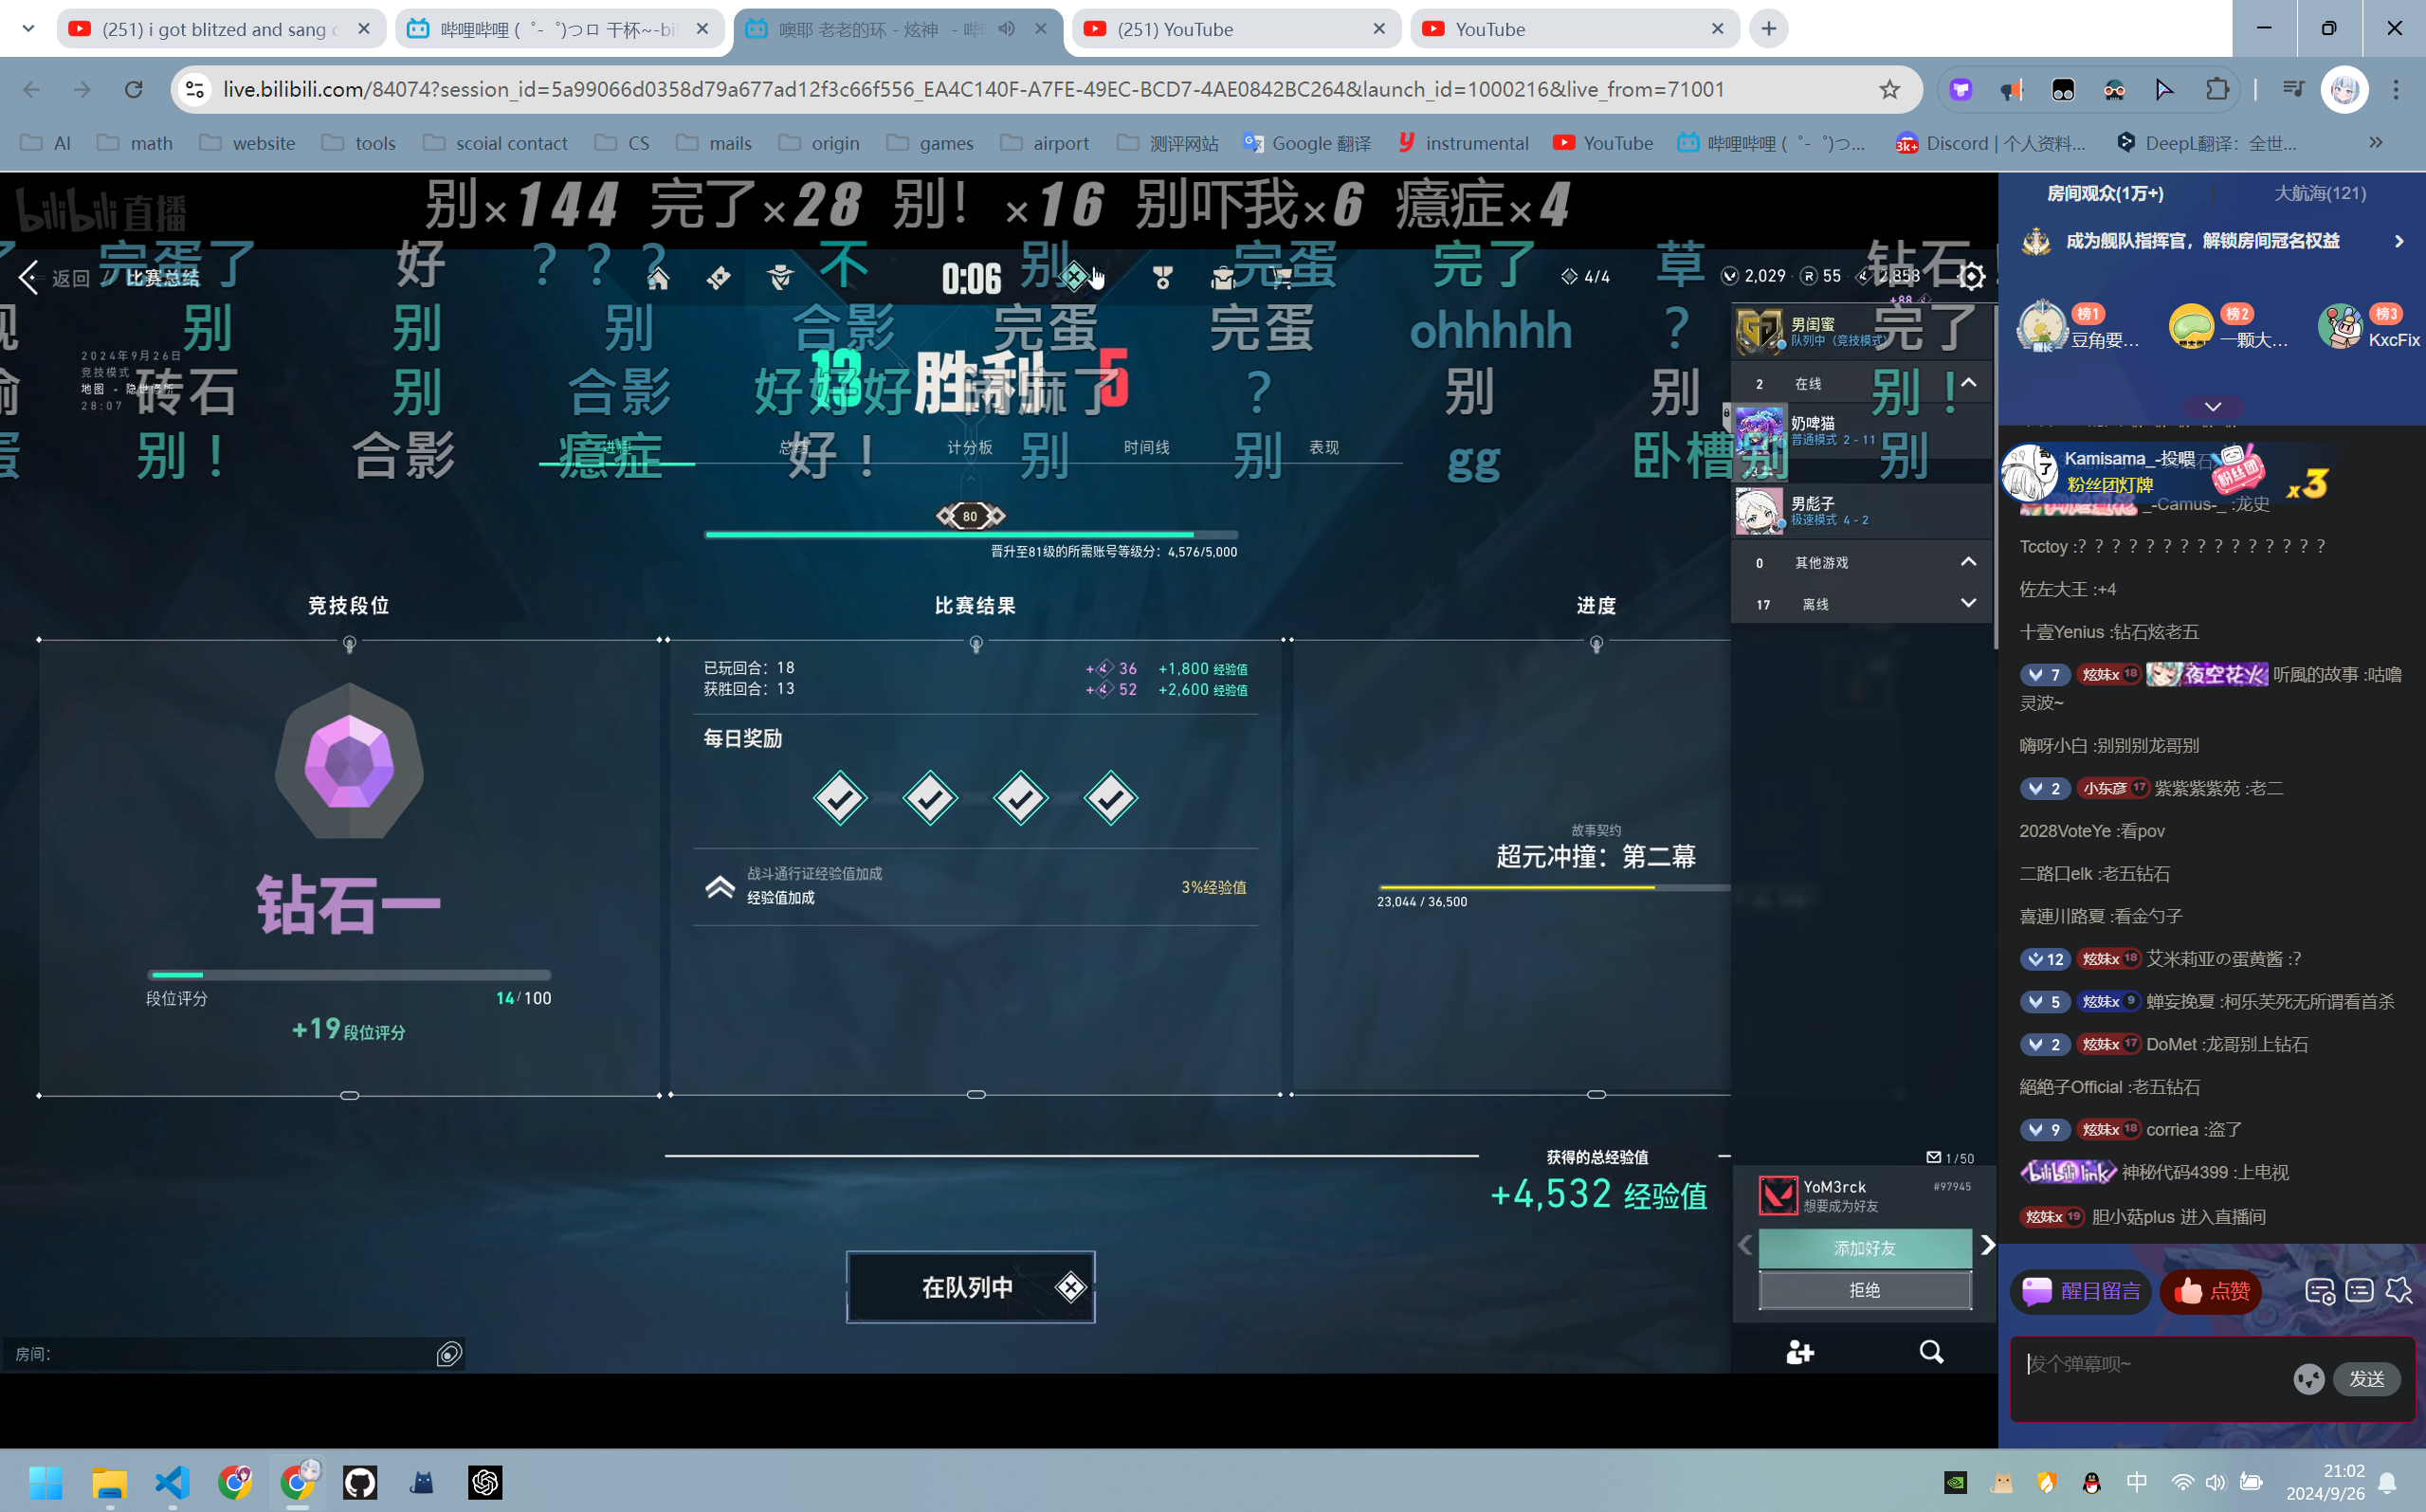 (251) i got blitzed and sang
哔哩哔哩 (゜-゜)つロ 干杯~-bi
噢耶 老老的环 - 炫神
(251) YouTube
YouTube
live.bilibili.com/84074?session_id=5a99066d0358d79a677ad12f3c66f556_EA4C140F-A7FE-49EC-BCD7-4AE0842BC264&launch_id=1000216&live_from=71001
AI
math
website
tools
scoial contact
CS
mails
origin
games
airport
测评网站
Google 翻译
instrumental
YouTube
哔哩哔哩 (゜-゜)つ...
Discord | 个人资料...
DeepL翻译：全世...
bilibili直播
别×144 完了×28 别！×16 别吓我×6 癔症×4
完蛋了 好 ？？？ 不 别 完蛋 完了 草 钻石
返回 / 比赛总结
0:06
4/4
2,029
55
2,853
+88
别 别 别 合影 完蛋 完蛋 ohhhhh ？ 完了
2024年9月26日
竞技模式
地图 - 隐世修所
28:07
13 胜利 5
砖石 别 合影 好好好 别 别 别！
？
别！ 合影 癔症 好！ 别 别 gg 卧槽别 别
总结
计分板
时间线
表现
80
晋升至81级的所需账号等级分：4,576/5,000
竞技段位
钻石一
段位评分
14/100
+19段位评分
比赛结果
已玩回合：18
+ 36 +1,800 经验值
获胜回合：13
+ 52 +2,600 经验值
每日奖励
战斗通行证经验值加成
经验值加成
3%经验值
进度
故事契约
超元冲撞：第二幕
23,044 / 36,500
获得的总经验值
+4,532 经验值
在队列中
房间：
男闺蜜
队列中（竞技模式）
2 在线
奶啤猫
普通模式 2 - 11
男彪子
极速模式 4 - 2
0 其他游戏
17 离线
1/50
YoM3rck
#97945
想要成为好友
添加好友
拒绝
房间观众(1万+)
大航海(121)
成为舰队指挥官，解锁房间冠名权益
榜1
豆角要...
榜2
一颗大...
榜3
KxcFix
Kamisama_-投喂
粉丝团灯牌
x3
_-Camus-_ :龙史
Tcctoy :？？？？？？？？？？？？？？？
佐左大王 :+4
十壹Yenius :钻石炫老五
7 炫妹x 18 夜空花火 听風的故事 :咕噜
灵波~
嗨呀小白 :别别别龙哥别
2 小东彦 17 紫紫紫紫苑 :老二
2028VoteYe :看pov
二路口elk :老五钻石
喜連川路夏 :看金勺子
12 炫妹x 18 艾米莉亚の蛋黄酱 :?
5 炫妹x 9 蝉妄挽夏 :柯乐芙死无所谓看首杀
2 炫妹x 17 DoMet :龙哥别上钻石
絕絶子Official :老五钻石
9 炫妹x 18 corriea :盗了
bilibili link 神秘代码4399 :上电视
炫妹x 19 胆小菇plus 进入直播间
醒目留言
点赞
发个弹幕呗~
发送
中
21:02
2024/9/26